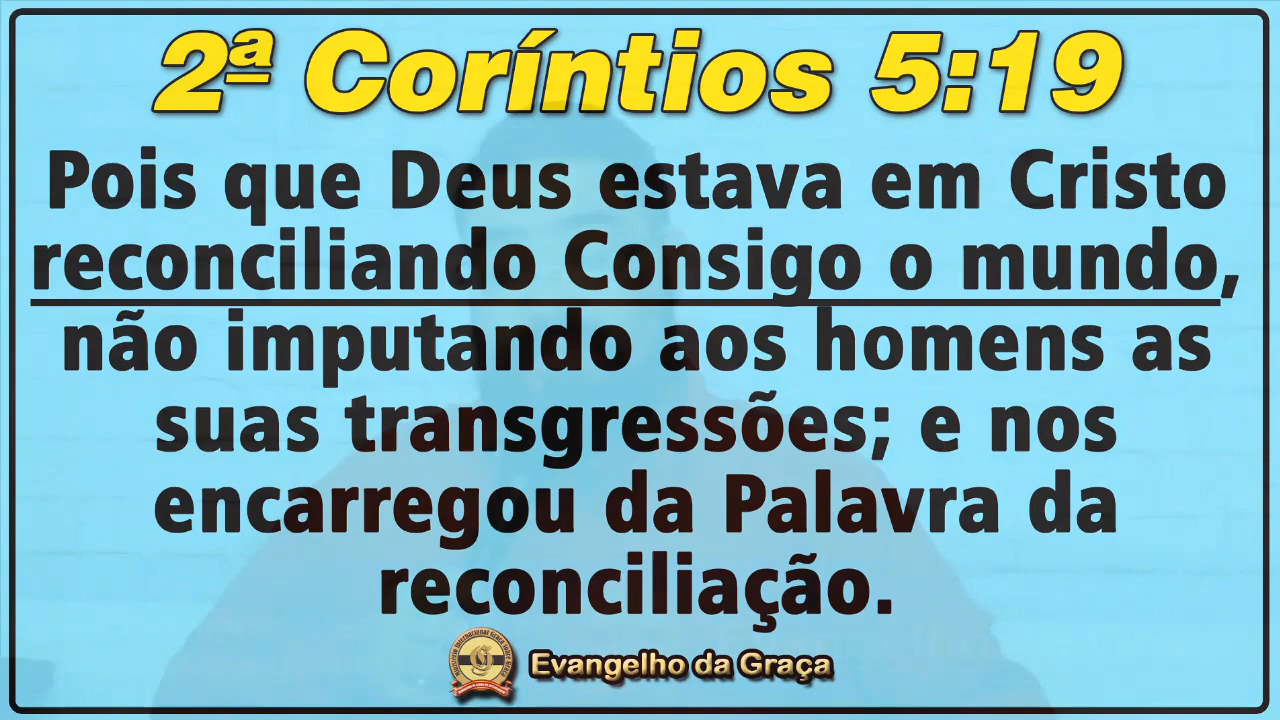 2ª Coríntios 5:19
Pois que Deus estava em Cristo
reconciliando Consigo o mundo,
não imputando aos homens as
suas transgressões; e nos
encarregou da Palavra da
reconciliação.
Evangelho da Graça